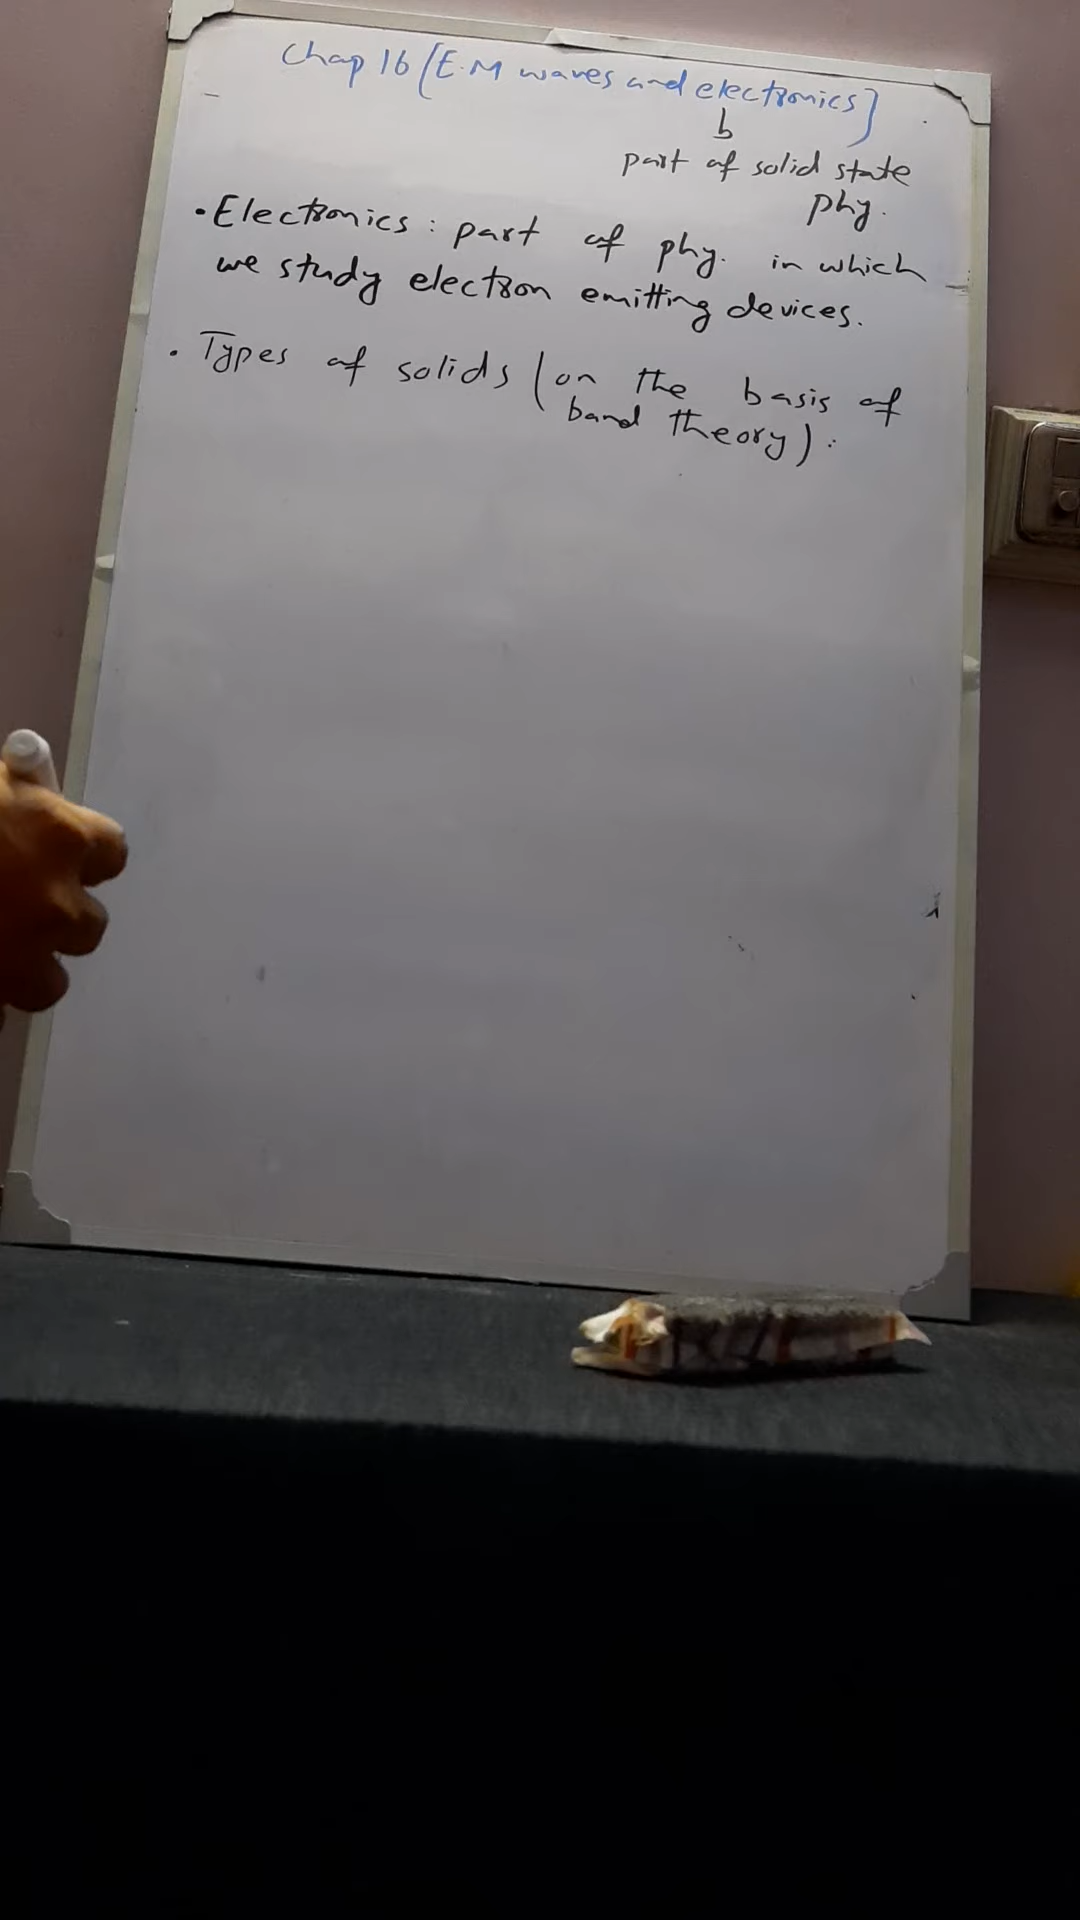 Chap 16 [E.M waves and electronics]
part of solid state
phy.
• Electronics : part of phy. in which
we study electron emitting devices.
• Types of solids (on the basis of
band theory):